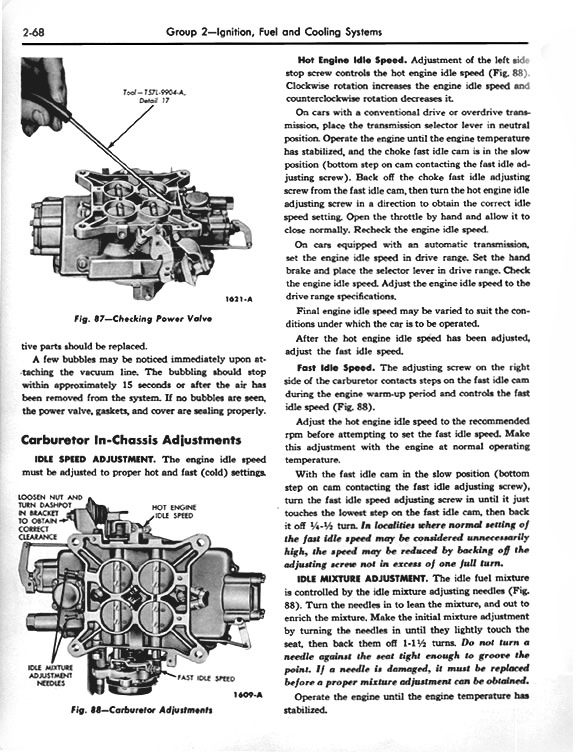 2-68
Group 2—Ignition, Fuel and Cooling Systems
Tool—T57L-9904-A,
Detail 17
1621-A
Fig. 87—Checking Power Valve
tive parts should be replaced.
A few bubbles may be noticed immediately upon at-
taching the vacuum line. The bubbling should stop
within approximately 15 seconds or after the air has
been removed from the system. If no bubbles are seen,
the power valve, gaskets, and cover are sealing properly.
Carburetor In-Chassis Adjustments
IDLE SPEED ADJUSTMENT. The engine idle speed
must be adjusted to proper hot and fast (cold) settings.
LOOSEN NUT AND
TURN DASHPOT
IN BRACKET
TO OBTAIN
CORRECT
CLEARANCE
HOT ENGINE
IDLE SPEED
IDLE MIXTURE
ADJUSTMENT
NEEDLES
FAST IDLE SPEED
1609-A
Fig. 88—Carburetor Adjustments
Hot Engine Idle Speed. Adjustment of the left side
stop screw controls the hot engine idle speed (Fig. 88).
Clockwise rotation increases the engine idle speed and
counterclockwise rotation decreases it.
On cars with a conventional drive or overdrive trans-
mission, place the transmission selector lever in neutral
position. Operate the engine until the engine temperature
has stabilized, and the choke fast idle cam is in the slow
position (bottom step on cam contacting the fast idle ad-
justing screw). Back off the choke fast idle adjusting
screw from the fast idle cam, then turn the hot engine idle
adjusting screw in a direction to obtain the correct idle
speed setting. Open the throttle by hand and allow it to
close normally. Recheck the engine idle speed.
On cars equipped with an automatic transmission,
set the engine idle speed in drive range. Set the hand
brake and place the selector lever in drive range. Check
the engine idle speed. Adjust the engine idle speed to the
drive range specifications.
Final engine idle speed may be varied to suit the con-
ditions under which the car is to be operated.
After the hot engine idle speed has been adjusted,
adjust the fast idle speed.
Fast Idle Speed. The adjusting screw on the right
side of the carburetor contacts steps on the fast idle cam
during the engine warm-up period and controls the fast
idle speed (Fig. 88).
Adjust the hot engine idle speed to the recommended
rpm before attempting to set the fast idle speed. Make
this adjustment with the engine at normal operating
temperature.
With the fast idle cam in the slow position (bottom
step on cam contacting the fast idle adjusting screw),
turn the fast idle speed adjusting screw in until it just
touches the lowest step on the fast idle cam, then back
it off ¼-½ turn. In localities where normal setting of
the fast idle speed may be considered unnecessarily
high, the speed may be reduced by backing off the
adjusting screw not in excess of one full turn.
IDLE MIXTURE ADJUSTMENT. The idle fuel mixture
is controlled by the idle mixture adjusting needles (Fig.
88). Turn the needles in to lean the mixture, and out to
enrich the mixture. Make the initial mixture adjustment
by turning the needles in until they lightly touch the
seat, then back them off 1-1½ turns. Do not turn a
needle against the seat tight enough to groove the
point. If a needle is damaged, it must be replaced
before a proper mixture adjustment can be obtained.
Operate the engine until the engine temperature has
stabilized.